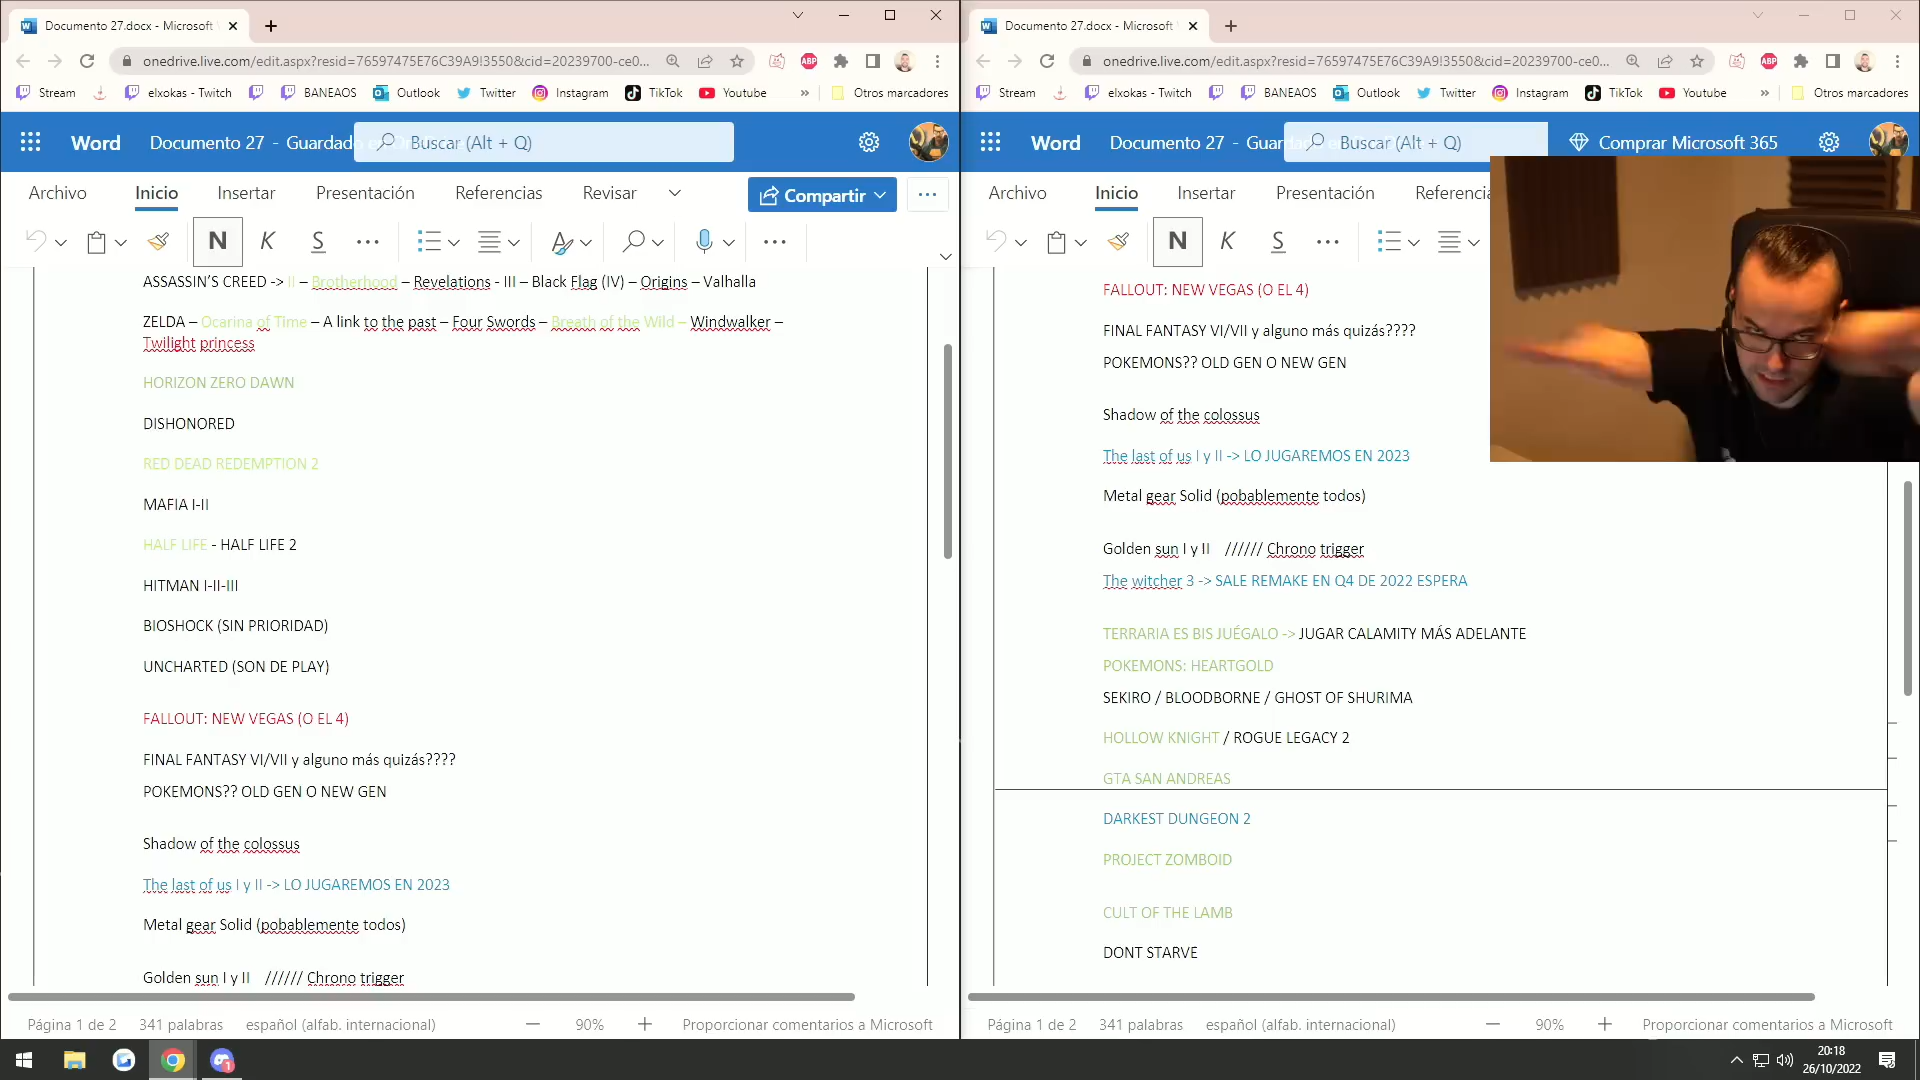 Documento 27.docx - Microsoft
onedrive.live.com/edit.aspx?resid=76597475E76C39A9!3550&cid=20239700-ce0...
Stream
elxokas - Twitch
BANEAOS
Outlook
Twitter
Instagram
TikTok
Youtube
»
Otros marcadores
Word
Documento 27 - Guardado
Buscar (Alt + Q)
Archivo
Inicio
Insertar
Presentación
Referencias
Revisar
Compartir
N K S
ASSASSIN'S CREED -> II – Brotherhood – Revelations - III – Black Flag (IV) – Origins – Valhalla
ZELDA – Ocarina of Time – A link to the past – Four Swords – Breath of the Wild – Windwalker –
Twilight princess
HORIZON ZERO DAWN
DISHONORED
RED DEAD REDEMPTION 2
MAFIA I-II
HALF LIFE - HALF LIFE 2
HITMAN I-II-III
BIOSHOCK (SIN PRIORIDAD)
UNCHARTED (SON DE PLAY)
FALLOUT: NEW VEGAS (O EL 4)
FINAL FANTASY VI/VII y alguno más quizás????
POKEMONS?? OLD GEN O NEW GEN
Shadow of the colossus
The last of us I y II -> LO JUGAREMOS EN 2023
Metal gear Solid (pobablemente todos)
Golden sun I y II ////// Chrono trigger
Página 1 de 2
341 palabras
español (alfab. internacional)
90%
Proporcionar comentarios a Microsoft
Documento 27.docx - Microsoft
onedrive.live.com/edit.aspx?resid=76597475E76C39A9!3550&cid=20239700-ce0...
Stream
elxokas - Twitch
BANEAOS
Outlook
Twitter
Instagram
TikTok
Youtube
»
Otros marcadores
Word
Documento 27 - Guar
Buscar (Alt + Q)
Comprar Microsoft 365
Archivo
Inicio
Insertar
Presentación
Referencia
N K S
FALLOUT: NEW VEGAS (O EL 4)
FINAL FANTASY VI/VII y alguno más quizás????
POKEMONS?? OLD GEN O NEW GEN
Shadow of the colossus
The last of us I y II -> LO JUGAREMOS EN 2023
Metal gear Solid (pobablemente todos)
Golden sun I y II ////// Chrono trigger
The witcher 3 -> SALE REMAKE EN Q4 DE 2022 ESPERA
TERRARIA ES BIS JUÉGALO -> JUGAR CALAMITY MÁS ADELANTE
POKEMONS: HEARTGOLD
SEKIRO / BLOODBORNE / GHOST OF SHURIMA
HOLLOW KNIGHT / ROGUE LEGACY 2
GTA SAN ANDREAS
DARKEST DUNGEON 2
PROJECT ZOMBOID
CULT OF THE LAMB
DONT STARVE
Página 1 de 2
341 palabras
español (alfab. internacional)
90%
Proporcionar comentarios a Microsoft
20:18
26/10/2022